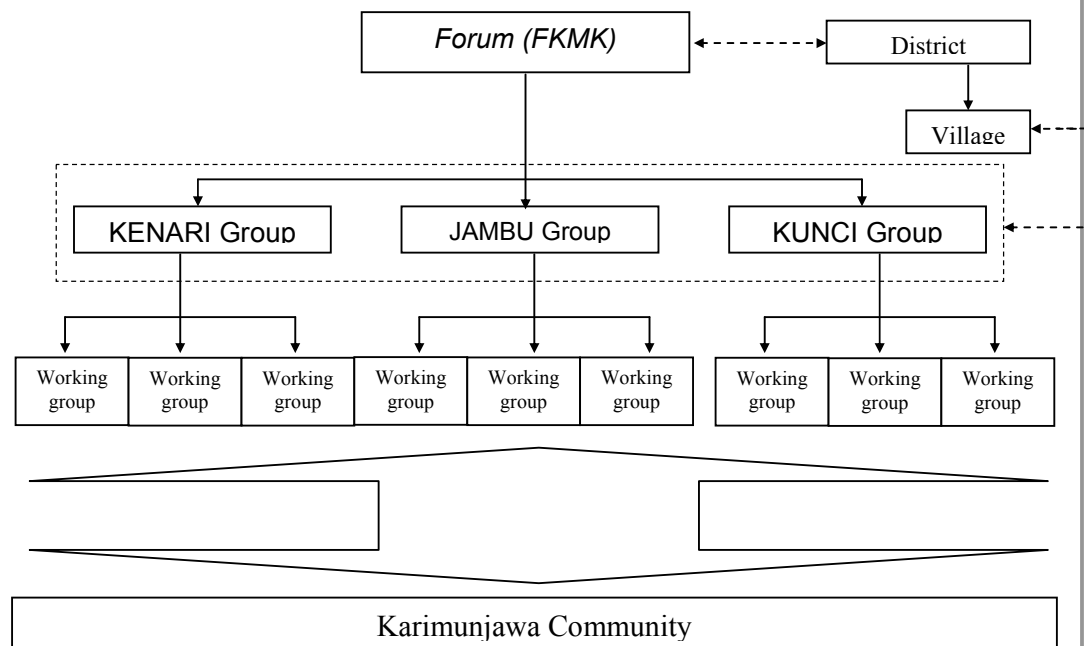 Forum (FKMK)
District
Village
KENARI Group
JAMBU Group
KUNCI Group
Working
group
Working
group
Working
group
Working
group
Working
group
Working
group
Working
group
Working
group
Working
group
Karimunjawa Community